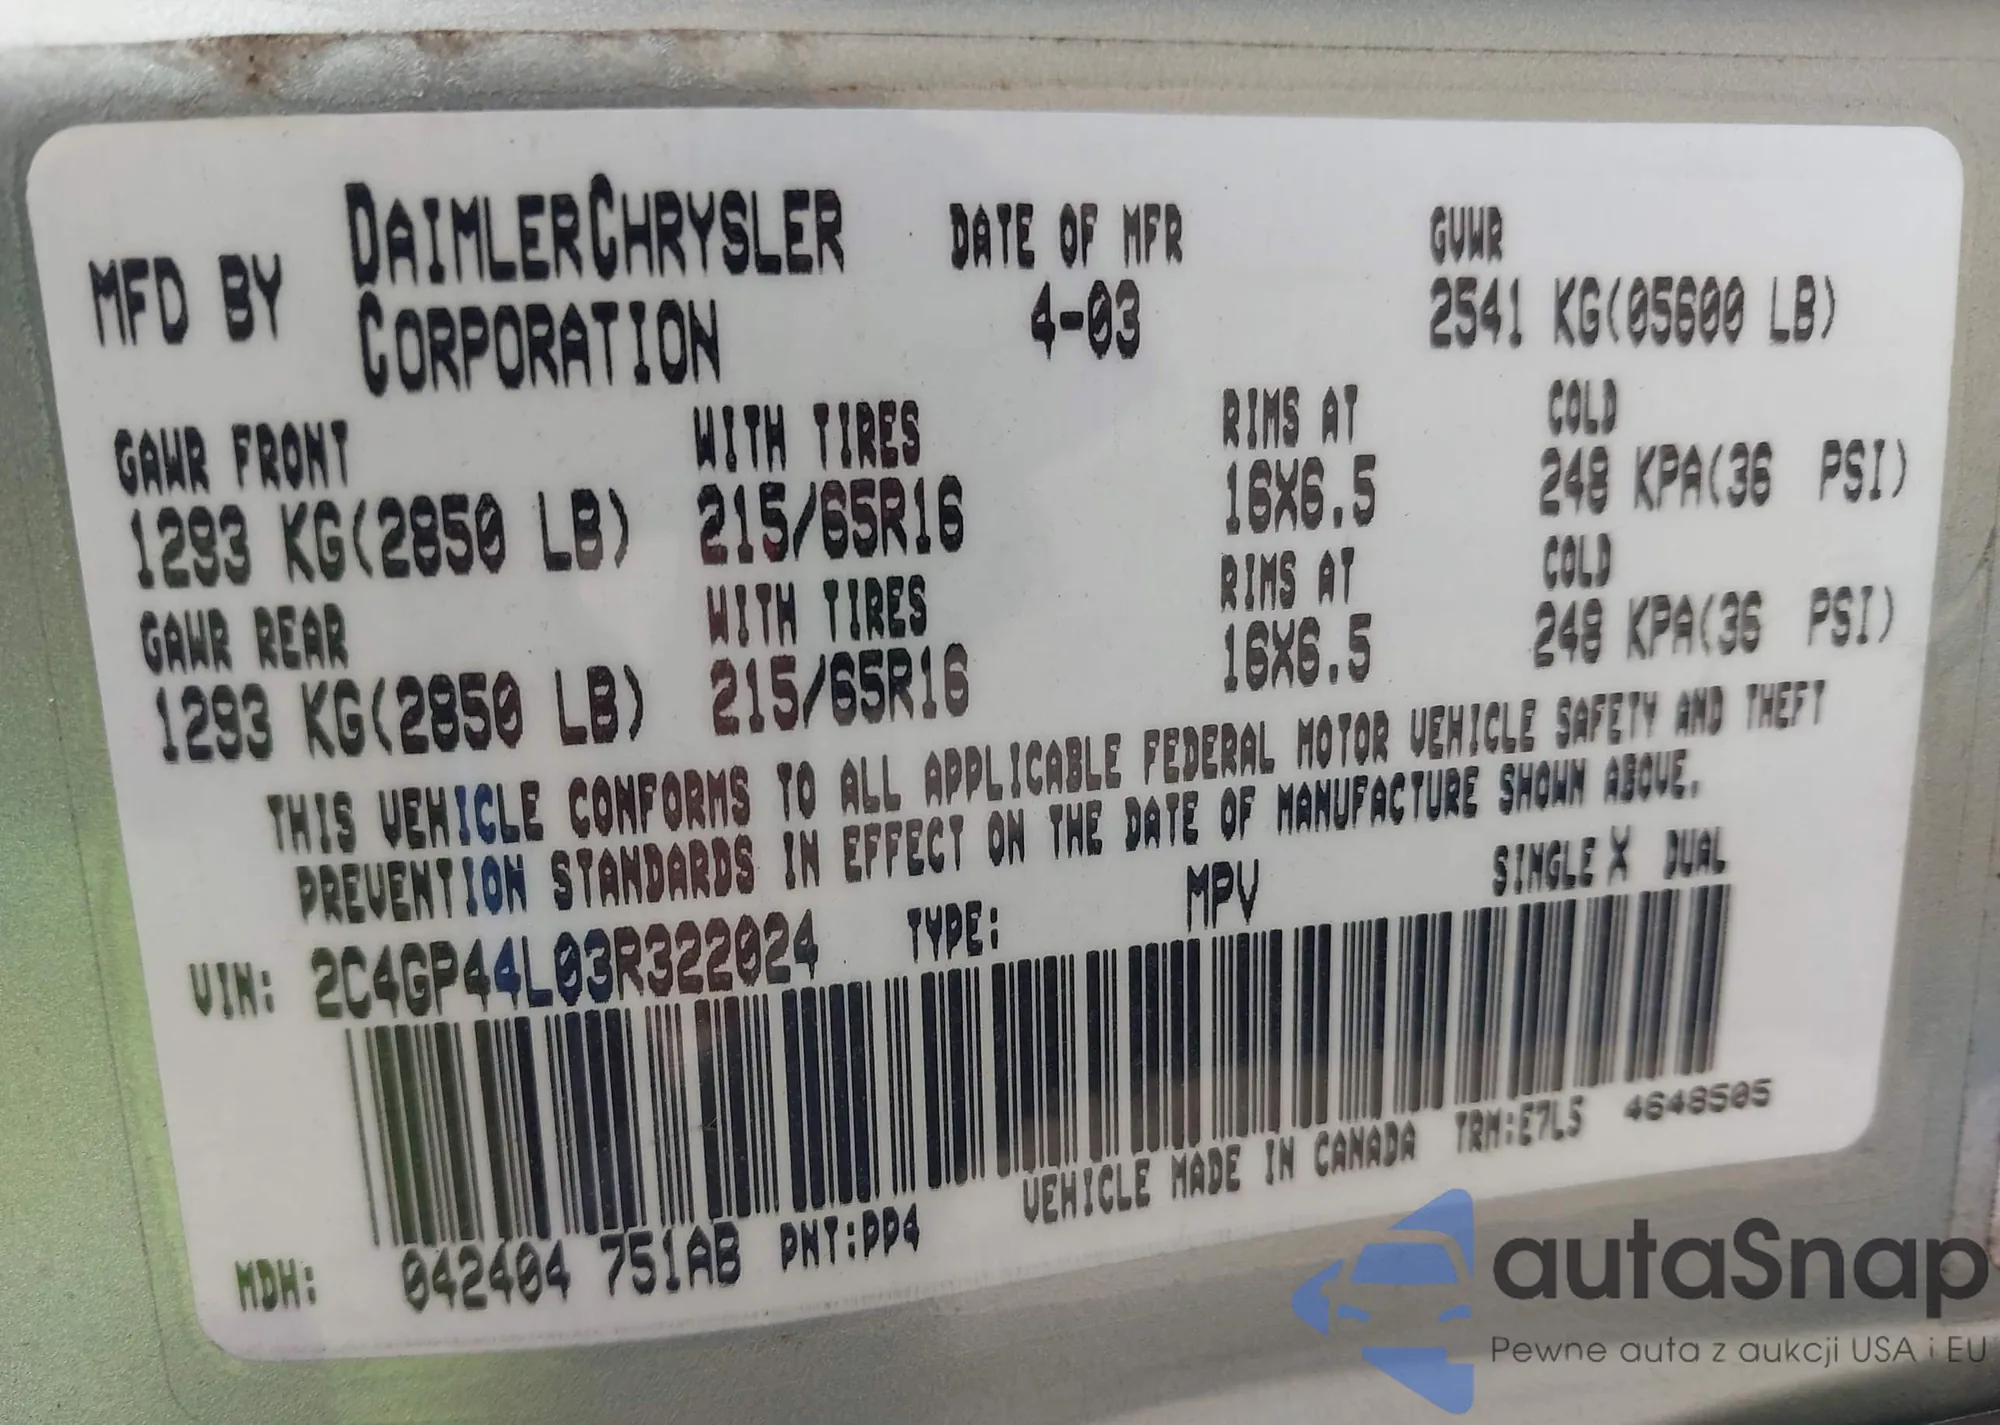 MFD BY DAIMLERCHRYSLER CORPORATION
DATE OF MFR
4-03
GVWR
2541 KG(05600 LB)
GAWR FRONT WITH TIRES RIMS AT COLD
1293 KG(2850 LB) 215/65R16 16X6.5 248 KPA(36 PSI)
GAWR REAR WITH TIRES RIMS AT COLD
1293 KG(2850 LB) 215/65R16 16X6.5 248 KPA(36 PSI)
THIS VEHICLE CONFORMS TO ALL APPLICABLE FEDERAL MOTOR VEHICLE SAFETY AND THEFT
PREVENTION STANDARDS IN EFFECT ON THE DATE OF MANUFACTURE SHOWN ABOVE.
VIN: 2C4GP44L03R322024 TYPE: MPV SINGLE X DUAL
VEHICLE MADE IN CANADA TRM:E7L5 4648505
MDH: 042404 751AB PNT:PP4
autaSnap
Pewne auta z aukcji USA i EU